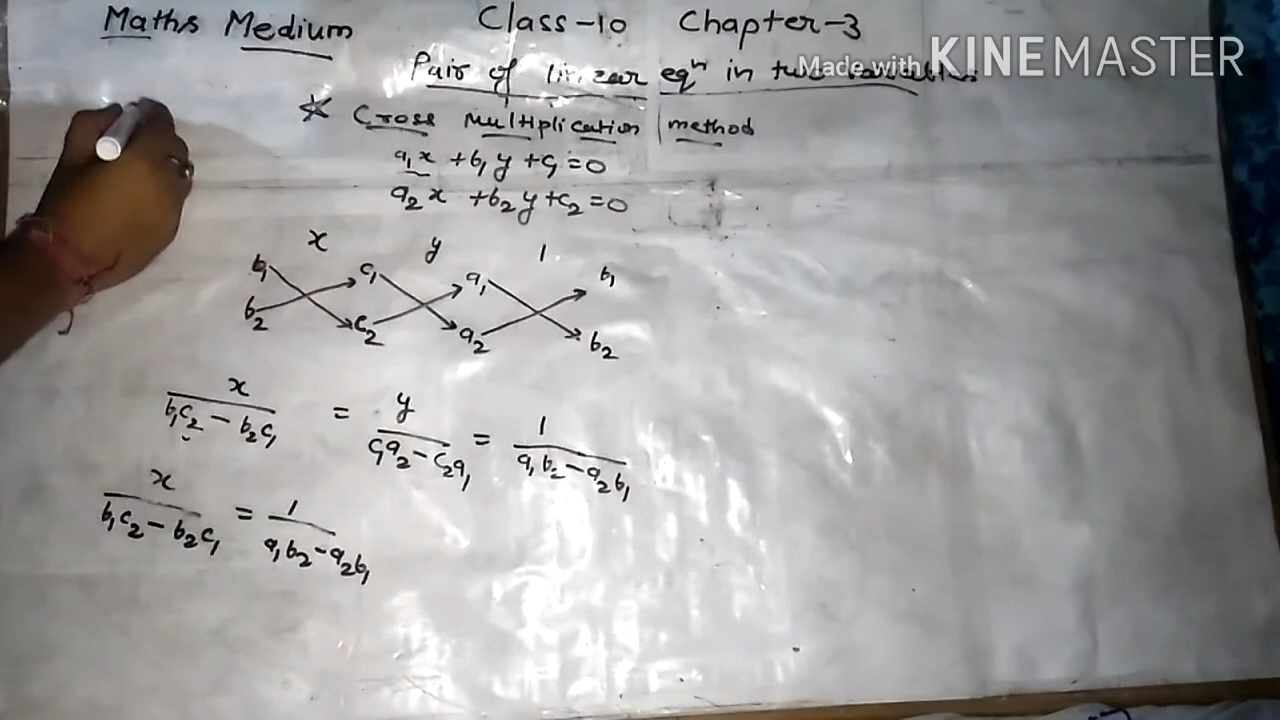 Maths Medium Class-10 Chapter-3
Made with KINEMASTER
Pair of linear eqⁿ in two variables
* Cross Multiplication method
a₁x + b₁y + c₁ = 0
a₂x + b₂y + c₂ = 0
x y 1
b₁ c₁ a₁ b₁
b₂ c₂ a₂ b₂
x/(b₁c₂ - b₂c₁) = y/(c₁a₂ - c₂a₁) = 1/(a₁b₂ - a₂b₁)
x/(b₁c₂ - b₂c₁) = 1/(a₁b₂ - a₂b₁)